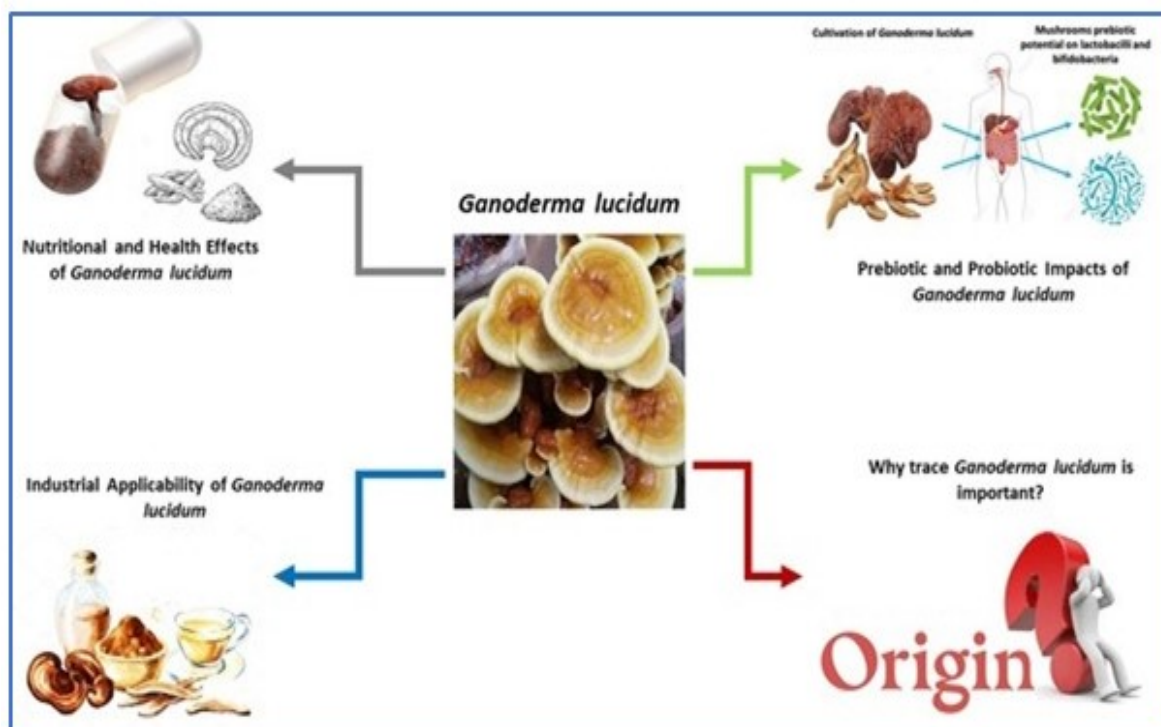 Cultivation of Ganoderma lucidum
Mushrooms prebiotic
potential on lactobacilli and
bifidobacteria
Ganoderma lucidum
Nutritional and Health Effects
of Ganoderma lucidum
Prebiotic and Probiotic Impacts of
Ganoderma lucidum
Industrial Applicability of Ganoderma
lucidum
Why trace Ganoderma lucidum is
important?
Origin
?